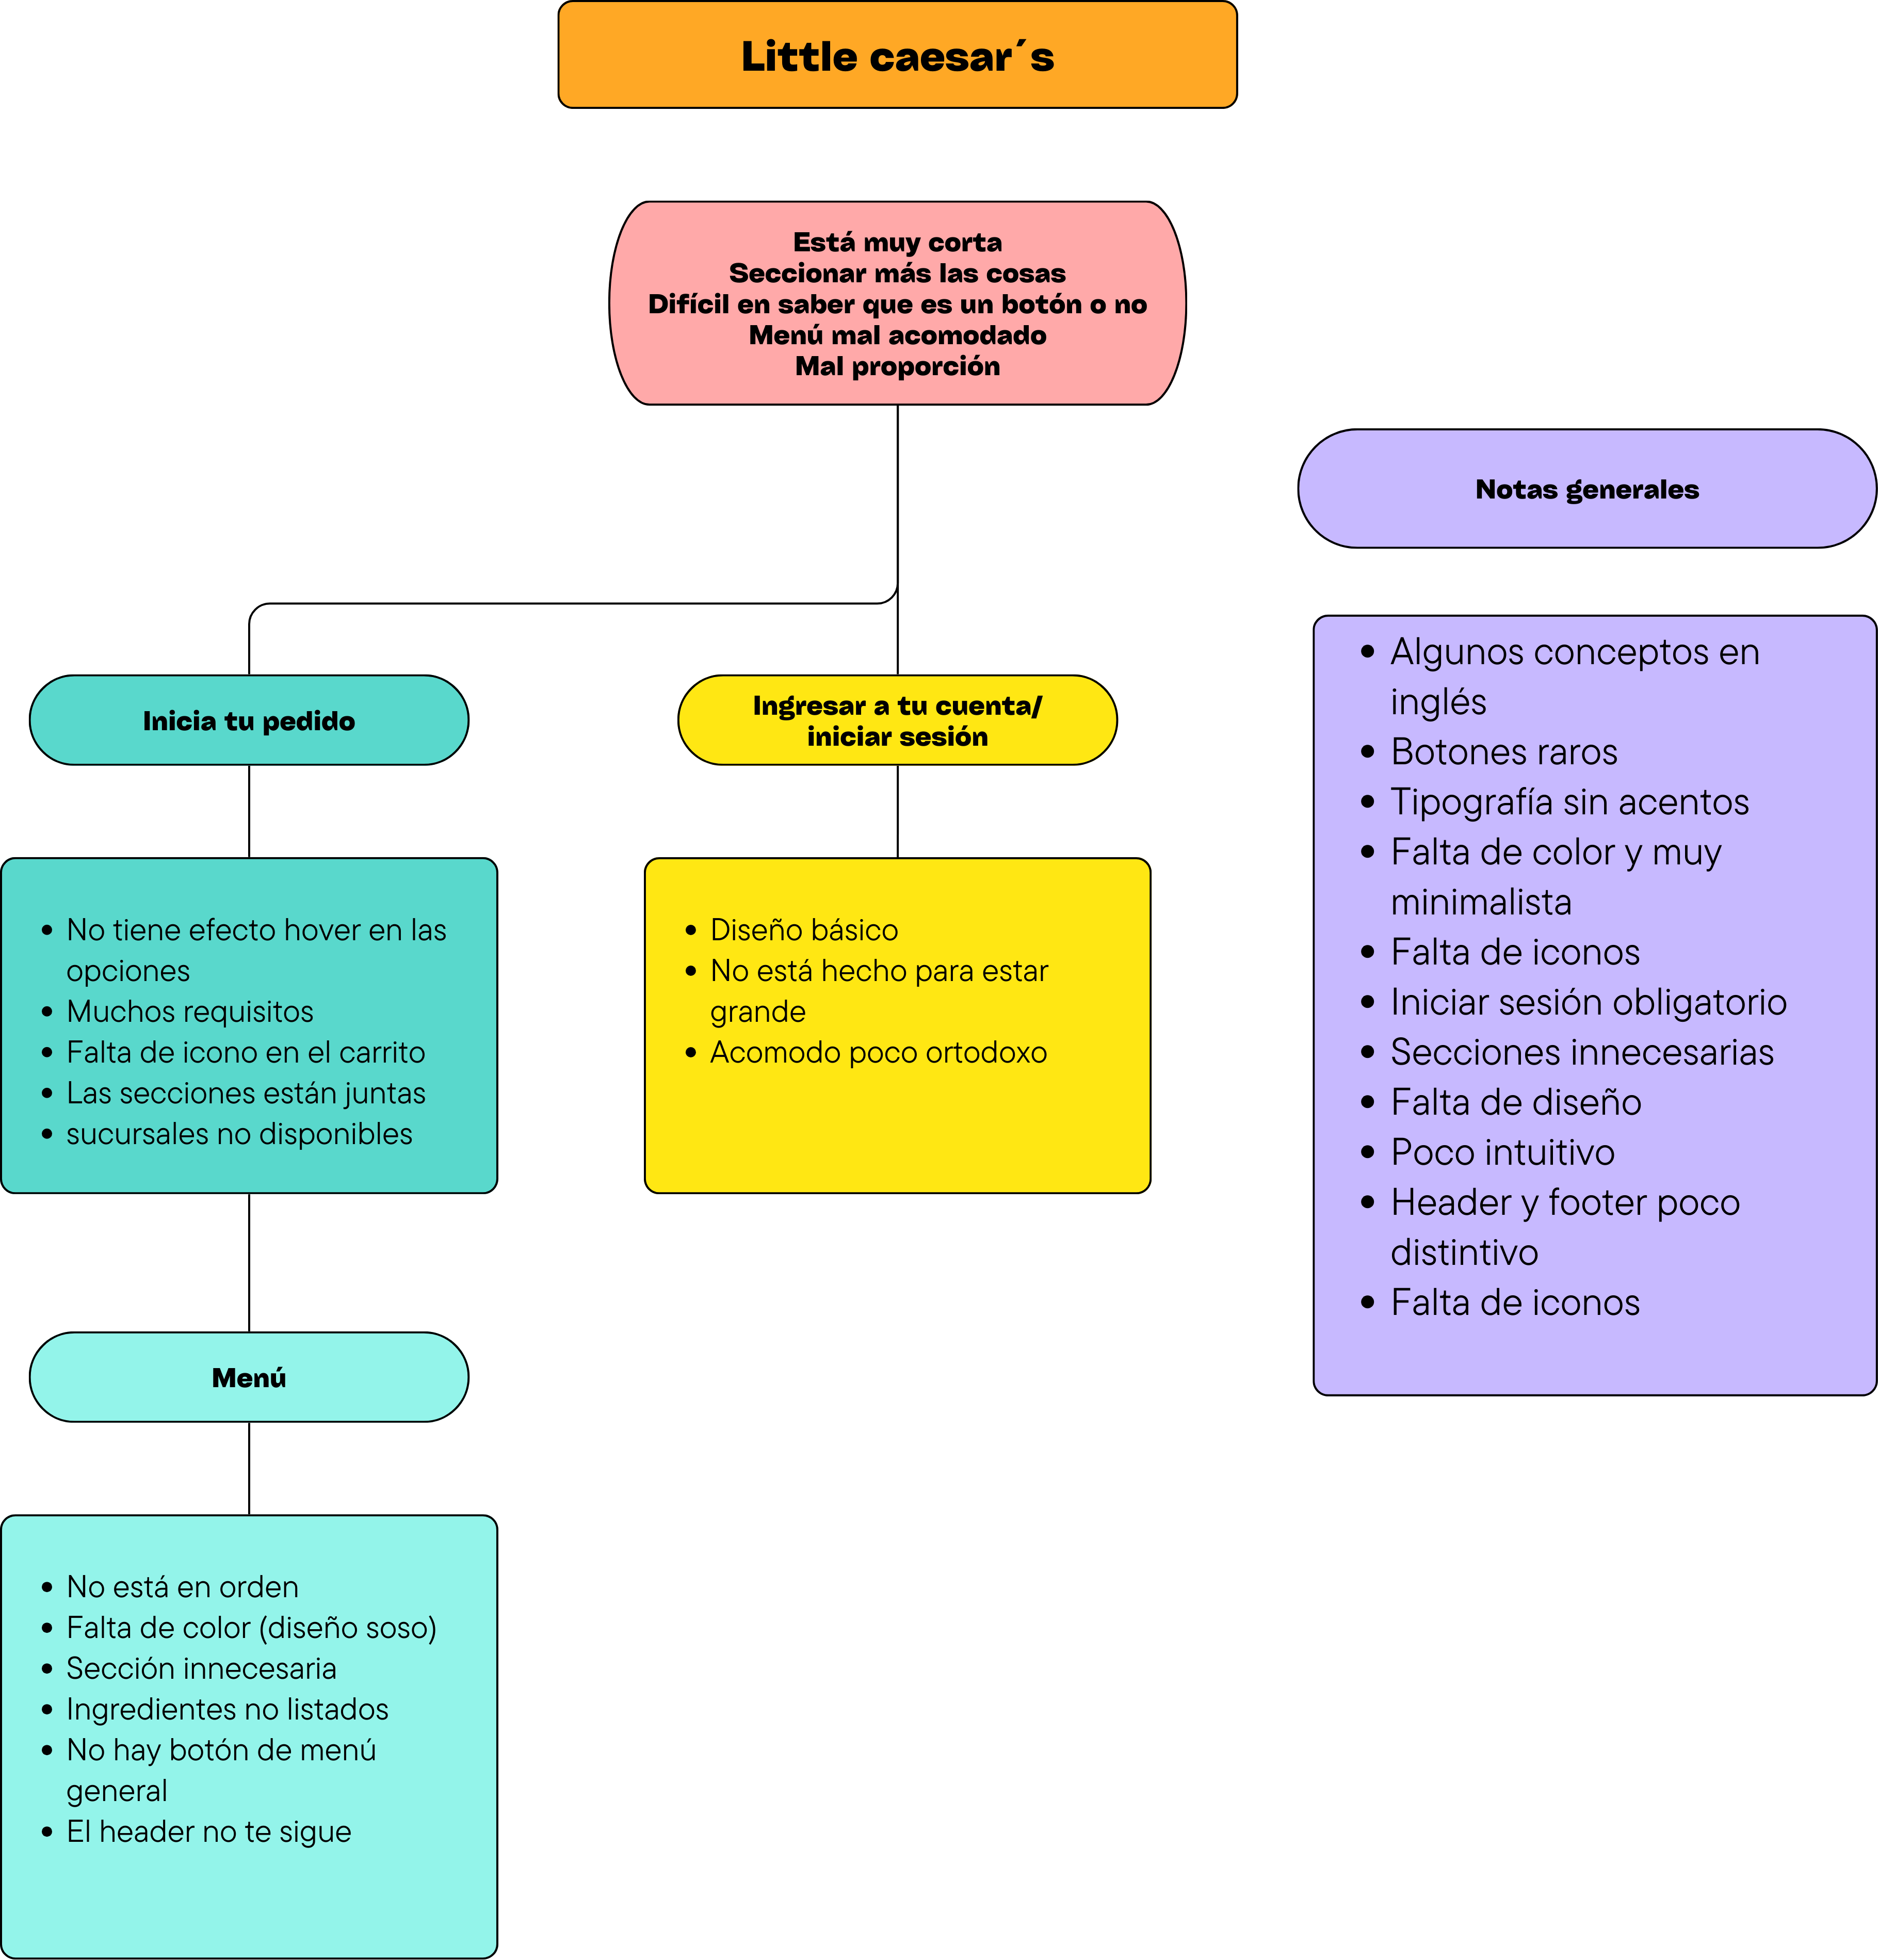 Little caesar´s
Está muy corta
Seccionar más las cosas
Difícil en saber que es un botón o no
Menú mal acomodado
Mal proporción
Notas generales
• Algunos conceptos en
inglés
• Botones raros
• Tipografía sin acentos
• Falta de color y muy
minimalista
• Falta de iconos
• Iniciar sesión obligatorio
• Secciones innecesarias
• Falta de diseño
• Poco intuitivo
• Header y footer poco
distintivo
• Falta de iconos
Inicia tu pedido
• No tiene efecto hover en las
opciones
• Muchos requisitos
• Falta de icono en el carrito
• Las secciones están juntas
• sucursales no disponibles
Ingresar a tu cuenta/
iniciar sesión
• Diseño básico
• No está hecho para estar
grande
• Acomodo poco ortodoxo
Menú
• No está en orden
• Falta de color (diseño soso)
• Sección innecesaria
• Ingredientes no listados
• No hay botón de menú
general
• El header no te sigue